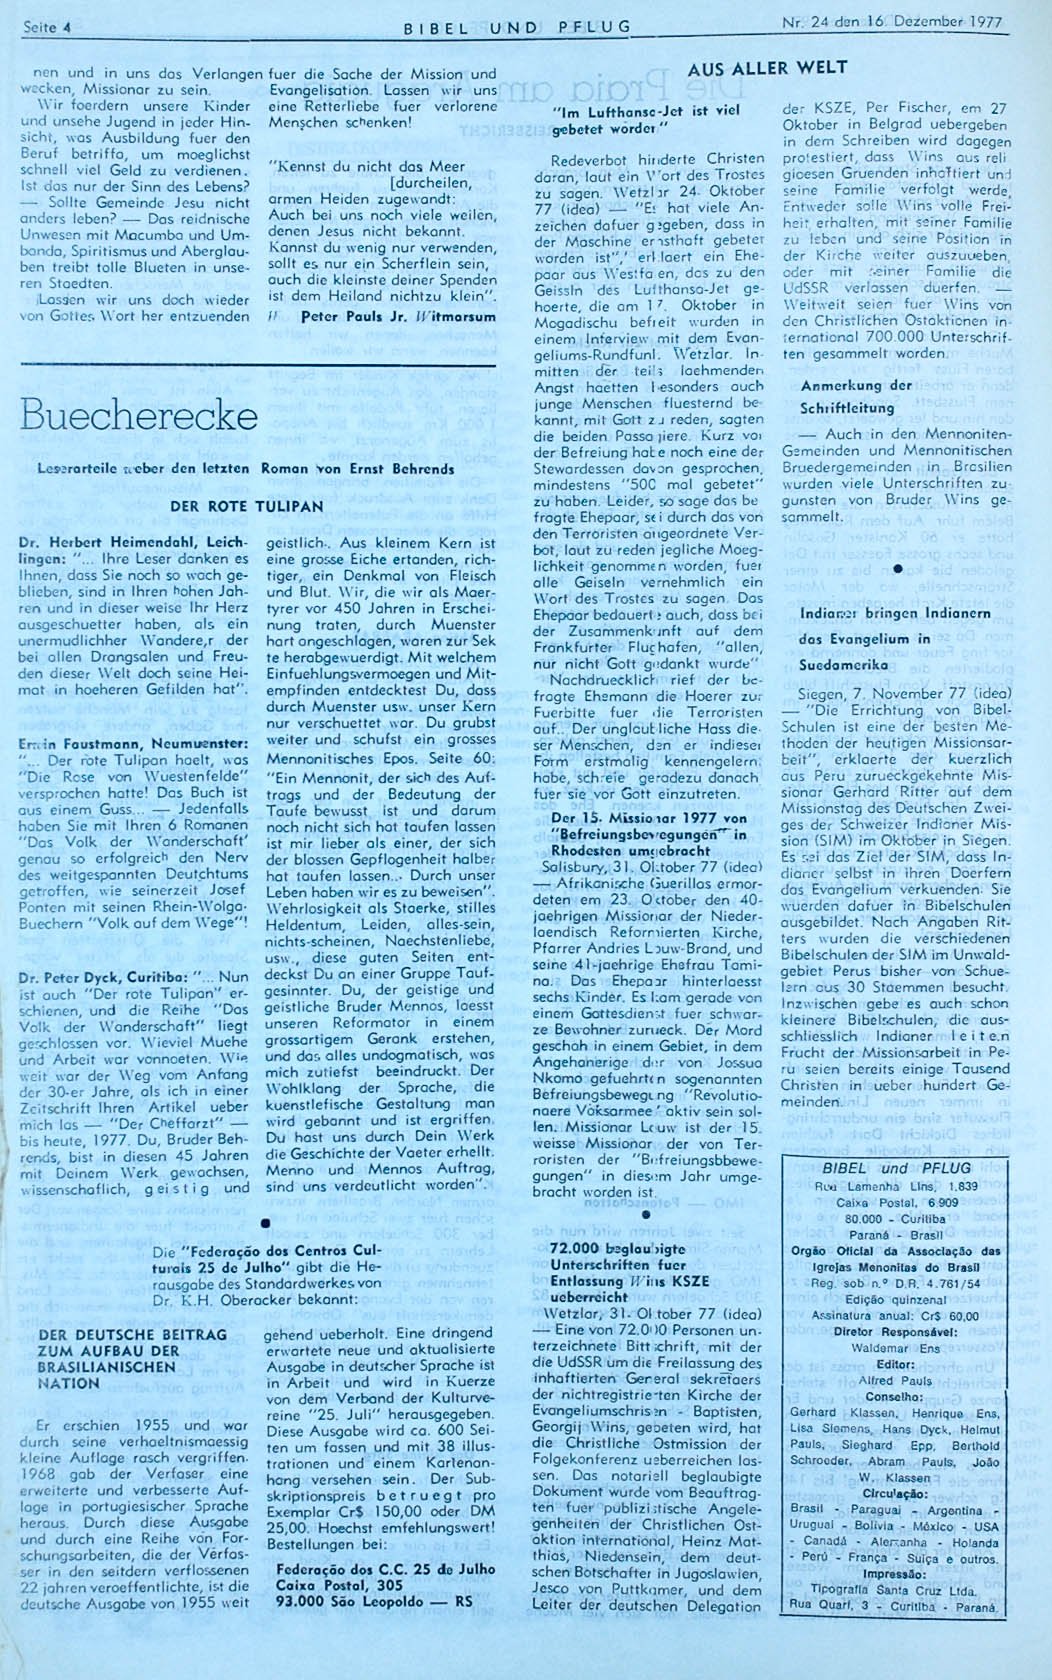 Seite 4
BIBEL UND PFLUG
Nr. 24 den 16. Dezember 1977
nen und in uns das Verlangen
wecken, Missionar zu sein.
Wir foerdern unsere Kinder
und unsehe Jugend in jeder Hin-
sicht, was Ausbildung fuer den
Beruf betriffa, um moeglichst
schnell viel Geld zu verdienen.
Ist das nur der Sinn des Lebens?
— Sollte Gemeinde Jesu nicht
anders leben? — Das reidnische
Unwesen mit Macumba und Um-
banda, Spiritismus und Aberglau-
ben treibt tolle Blueten in unse-
ren Staedten.
Lassen wir uns doch wieder
von Gottes Wort her entzuenden
fuer die Sache der Mission und
Evangelisation. Lassen wir uns
eine Retterliebe fuer verlorene
Menschen schenken!
"Kennst du nicht das Meer
[durcheilen,
armen Heiden zugewandt:
Auch bei uns noch viele weilen,
denen Jesus nicht bekannt.
Kannst du wenig nur verwenden,
sollt es nur ein Scherflein sein,
auch die kleinste deiner Spenden
ist dem Heiland nichtzu klein".
Peter Pauls Jr. Witmarsum
Buecherecke
Leserarteile ueber den letzten Roman von Ernst Behrends
DER ROTE TULIPAN
Dr. Herbert Heimendahl, Leich-
lingen: "... Ihre Leser danken es
Ihnen, dass Sie noch so wach ge-
blieben, sind in Ihren hohen Jah-
ren und in dieser weise Ihr Herz
ausgeschuetter haben, als ein
unermudlichher Wandere,r der
bei allen Drangsalen und Freu-
den dieser Welt doch seine Hei-
mat in hoeheren Gefilden hat".
Erwin Faustmann, Neumuenster:
"... Der rote Tulipan haelt, was
"Die Rose von Wuestenfelde"
versprochen hatte! Das Buch ist
aus einem Guss... — Jedenfalls
haben Sie mit Ihren 6 Romanen
"Das Volk der Wanderschaft'
genau so erfolgreich den Nerv
des weitgespannten Deutchtums
getroffen, wie seinerzeit Josef
Ponten mit seinen Rhein-Wolga-
Buechern "Volk auf dem Wege"!
Dr. Peter Dyck, Curitiba: "... Nun
ist auch "Der rote Tulipan" er-
schienen, und die Reihe "Das
Volk der Wanderschaft" liegt
geschlossen vor. Wieviel Muehe
und Arbeit war vonnoeten. Wie
weit war der Weg vom Anfang
der 30-er Jahre, als ich in einer
Zeitschrift Ihren Artikel ueber
mich las — "Der Cheffarzt" —
bis heute, 1977. Du, Bruder Beh-
rends, bist in diesen 45 Jahren
mit Deinem Werk gewachsen,
wissenschaflich, geistig und
geistlich. Aus kleinem Kern ist
eine grosse Eiche ertanden, rich-
tiger, ein Denkmal von Fleisch
und Blut. Wir, die wir als Maer-
tyrer vor 450 Jahren in Erschei-
nung traten, durch Muenster
hart angeschlagen, waren zur Sek
te herabgewuerdigt. Mit welchem
Einfuehlungsvermoegen und Mit-
empfinden entdecktest Du, dass
durch Muenster usw. unser Kern
nur verschuettet war. Du grubst
weiter und schufst ein grosses
Mennonitisches Epos. Seite 60:
"Ein Mennonit, der sich des Auf-
trags und der Bedeutung der
Taufe bewusst ist und darum
noch nicht sich hat taufen lassen
ist mir lieber als einer, der sich
der blossen Gepflogenheit halber
hat taufen lassen... Durch unser
Leben haben wir es zu beweisen".
Wehrlosigkeit als Staerke, stilles
Heldentum, Leiden, alles-sein,
nichts-scheinen, Naechstenliebe,
usw., diese guten Seiten ent-
deckst Du an einer Gruppe Tauf-
gesinnter. Du, der geistige und
geistliche Bruder Mennos, laesst
unseren Reformator in einem
grossartigem Gerank erstehen,
und das alles undogmatisch, was
mich zutiefst beeindruckt. Der
Wohlklang der Sprache, die
kuenstlefische Gestaltung man
wird gebannt und ist ergriffen.
Du hast uns durch Dein Werk
die Geschichte der Vaeter erhellt.
Menno und Mennos Auftrag,
sind uns verdeutlicht worden".
Die "Federação dos Centros Cul-
turais 25 de Julho" gibt die He-
rausgabe des Standardwerkes von
Dr. K.H. Oberacker bekannt:
DER DEUTSCHE BEITRAG
ZUM AUFBAU DER
BRASILIANISCHEN
NATION
Er erschien 1955 und war
durch seine verhaeltnismaessig
kleine Auflage rasch vergriffen.
1968 gab der Verfaser eine
erweiterte und verbesserte Auf-
lage in portugiesischer Sprache
heraus. Durch diese Ausgabe
und durch eine Reihe von For-
schungsarbeiten, die der Verfas-
ser in den seitdern verflossenen
22 jahren veroeffentlichte, ist die
deutsche Ausgabe von 1955 weit
gehend ueberholt. Eine dringend
erwartete neue und aktualisierte
Ausgabe in deutscher Sprache ist
in Arbeit und wird in Kuerze
von dem Verband der Kulturve-
reine "25. Juli" herausgegeben.
Diese Ausgabe wird ca. 600 Sei-
ten um fassen und mit 38 illus-
trationen und einem Kartenan-
hang versehen sein. Der Sub-
skriptionspreis betruegt pro
Exemplar Cr$ 150,00 oder DM
25,00. Hoechst emfehlungswert!
Bestellungen bei:
Federação dos C.C. 25 de Julho
Caixa Postal, 305
93.000 São Leopoldo — RS
AUS ALLER WELT
"Im Lufthansa-Jet ist viel
gebetet worden"
Redeverbot hinderte Christen
daran, laut ein Wort des Trostes
zu sagen. Wetzlar 24. Oktober
77 (idea) — "Es hat viele An-
zeichen dafuer gegeben, dass in
der Maschine ernsthaft gebetet
worden ist",' erklaert ein Ehe-
paar aus Westfalen, das zu den
Geissln des Lufthansa-Jet ge-
hoerte, die am 17. Oktober in
Mogadischu befreit wurden in
einem Interview mit dem Evan-
geliums-Rundfunk Wetzlar. In-
mitten der teils laehmenden
Angst haetten besonders auch
junge Menschen fluesternd be-
kannt, mit Gott zu reden, sagten
die beiden Passagiere. Kurz vor
der Befreiung habe noch eine der
Stewardessen davon gesprochen,
mindestens "500 mal gebetet"
zu haben. Leider, so sage das be
fragte Ehepaar, sei durch das von
den Terroristen angeordnete Ver-
bot, laut zu reden jegliche Moeg-
lichkeit genommen worden, fuer
alle Geiseln vernehmlich ein
Wort des Trostes zu sagen. Das
Ehepaar bedauerte auch, dass bei
der Zusammenkunft auf dem
Frankfurter Flughafen, "allen,
nur nicht Gott gedankt wurde"
Nachdruecklich rief der be-
fragte Ehemann die Hoerer zur
Fuerbitte fuer die Terroristen
auf. Der unglaubliche Hass die-
ser Menschen, den er indieser
Form erstmalig kennengelern:
habe, schreie geradezu danach
fuer sie vor Gott einzutreten.
Der 15. Missionar 1977 von
"Befreiungsbewegungen" in
Rhodesten umgebracht
Salisbury, 31. Oktober 77 (idea)
— Afrikanische Guerillas ermor-
deten em 23. Oktober den 40-
jaehrigen Missionar der Nieder-
laendisch Reformierten Kirche,
Pfarrer Andries Louw-Brand, und
seine 41-jaehrige Ehefrau Tami-
na. Das Ehepaar hinterlaesst
sechs Kinder. Es kam gerade von
einem Gottesdienst fuer schwar-
ze Bewohner zurueck. Der Mord
geschah in einem Gebiet, in dem
Angehanerige der von Jossua
Nkomo gefuehrten sogenannten
Befreiungsbewegung "Revolutio-
naere Voksarmee' aktiv sein sol-
len. Missionar Louw ist der 15.
weisse Missionar der von Ter-
roristen der "Befreiungsbbewe-
gungen" in diesem Jahr umge-
bracht worden ist.
72.000 beglaubigte
Unterschriften fuer
Entlassung Wins KSZE
ueberreicht
Wetzlar, 31. Oktober 77 (idea)
— Eine von 72.000 Personen un-
terzeichnete Bittschrift, mit der
die UdSSR um die Freilassung des
inhaftierten General sekretaers
der nichtregistrierten Kirche der
Evangeliumschrisen - Baptisten,
Georgij Wins, gebeten wird, hat
die Christliche Ostmission der
Folgekonferenz ueberreichen las-
sen. Das notariell beglaubigte
Dokument wurde vom Beauftrag-
ten fuer publizistische Angele-
genheiten der Christlichen Ost-
aktion international, Heinz Mat-
thias, Niedensein, dem deut-
schen Botschafter in Jugoslawien,
Jesco von Puttkamer, und dem
Leiter der deutschen Delegation
der KSZE, Per Fischer, em 27
Oktober in Belgrad uebergeben
in dem Schreiben wird dagegen
protestiert, dass Wins aus reli
gioesen Gruenden inhaftiert und
seine Familie verfolgt werde.
Entweder solle Wins volle Frei-
heit erhalten, mit seiner Familie
zu leben und seine Position in
der Kirche weiter auszuueben,
oder mit seiner Familie die
UdSSR verlassen duerfen. —
Weitweit seien fuer Wins von
den Christlichen Ostaktionen in-
ternational 700.000 Unterschrif-
ten gesammelt worden.
Anmerkung der
Schriftleitung
— Auch in den Mennoniten-
Gemeinden und Mennonitischen
Bruedergemeinden in Brasilien
wurden viele Unterschriften zu-
gunsten von Bruder Wins ge-
sammelt.
Indianer bringen Indianern
das Evangelium in
Suedamerika
Siegen, 7. November 77 (idea)
— "Die Errichtung von Bibel-
Schulen ist eine der besten Me-
thoden der heutigen Missionsar-
beit", erklaerte der kuerzlich
aus Peru zurueckgekehnte Mis-
sionar Gerhard Ritter auf dem
Missionstag des Deutschen Zwei-
ges der Schweizer Indianer Mis-
sion (SIM) im Oktober in Siegen.
Es sei das Ziel der SIM, dass In-
dianer selbst in ihren Doerfern
das Evangelium verkuenden. Sie
wuerden dafuer in Bibelschulen
ausgebildet. Nach Angaben Rit-
ters wurden die verschiedenen
Bibelschulen der SIM im Unwald-
gebiet Perus bisher von Schue-
lern aus 30 Staemmen besucht.
Inzwischen gebe es auch schon
kleinere Bibelschulen, die aus-
schliesslich Indianer leiten
Frucht der Missionsarbeit in Pe-
ru seien bereits einige Tausend
Christen in ueber hundert Ge-
meinden.
BIBEL und PFLUG
Rua Lamenha Lins, 1.839
Caixa Postal, 6.909
80.000 - Curitiba
Paraná - Brasil
Orgão Oficial da Associação das
Igrejas Menonitas do Brasil
Reg. sob n.º D.R. 4.761/54
Edição quinzenal
Assinatura anual: Cr$ 60,00
Diretor Responsável:
Waldemar Ens
Editor:
Alfred Pauls
Conselho:
Gerhard Klassen, Henrique Ens,
Lisa Siemens, Hans Dyck, Helmut
Pauls, Sieghard Epp, Berthold
Schroeder, Abram Pauls, João
W. Klassen
Circulação:
Brasil - Paraguai - Argentina -
Uruguai - Bolívia - México - USA
- Canadá - Alemanha - Holanda
- Perú - França - Suiça e outros.
Impressão:
Tipografia Santa Cruz Ltda.
Rua Quari, 3 - Curitiba - Paraná.